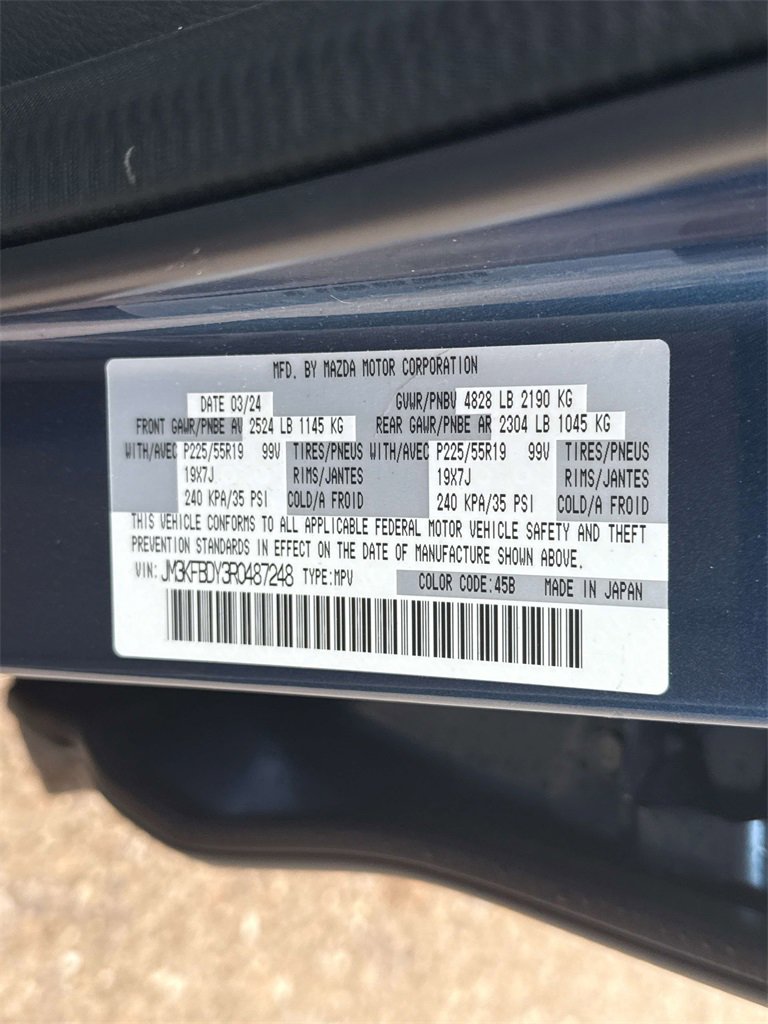 MFD. BY MAZDA MOTOR CORPORATION
DATE 03/24 GVWR/PNBV 4828 LB 2190 KG
FRONT GAWR/PNBE AV 2524 LB 1145 KG REAR GAWR/PNBE AR 2304 LB 1045 KG
WITH/AVEC P225/55R19 99V TIRES/PNEUS WITH/AVEC P225/55R19 99V TIRES/PNEUS
19X7J RIMS/JANTES 19X7J RIMS/JANTES
240 KPA/35 PSI COLD/A FROID 240 KPA/35 PSI COLD/A FROID
THIS VEHICLE CONFORMS TO ALL APPLICABLE FEDERAL MOTOR VEHICLE SAFETY AND THEFT
PREVENTION STANDARDS IN EFFECT ON THE DATE OF MANUFACTURE SHOWN ABOVE.
VIN: JM3KFBDY3R0487248 TYPE:MPV COLOR CODE:45B MADE IN JAPAN